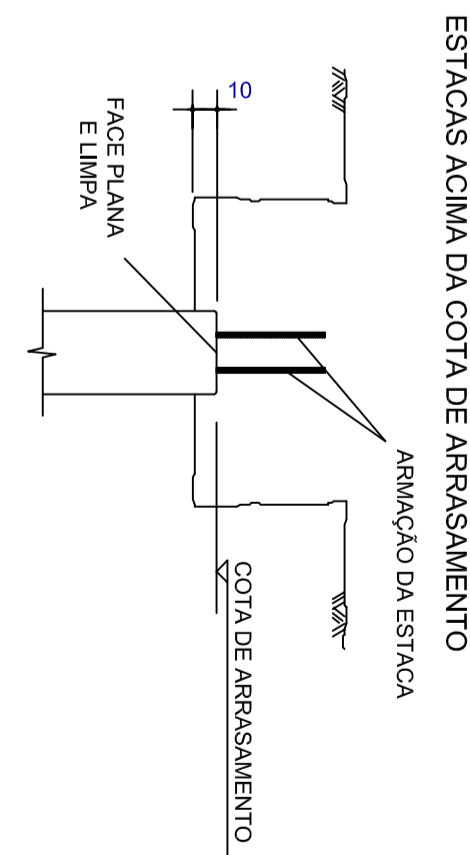 ESTACAS ACIMA DA COTA DE ARRASAMENTO
ARMAÇÃO DA ESTACA
10
FACE PLANA
E LIMPA
COTA DE ARRASAMENTO